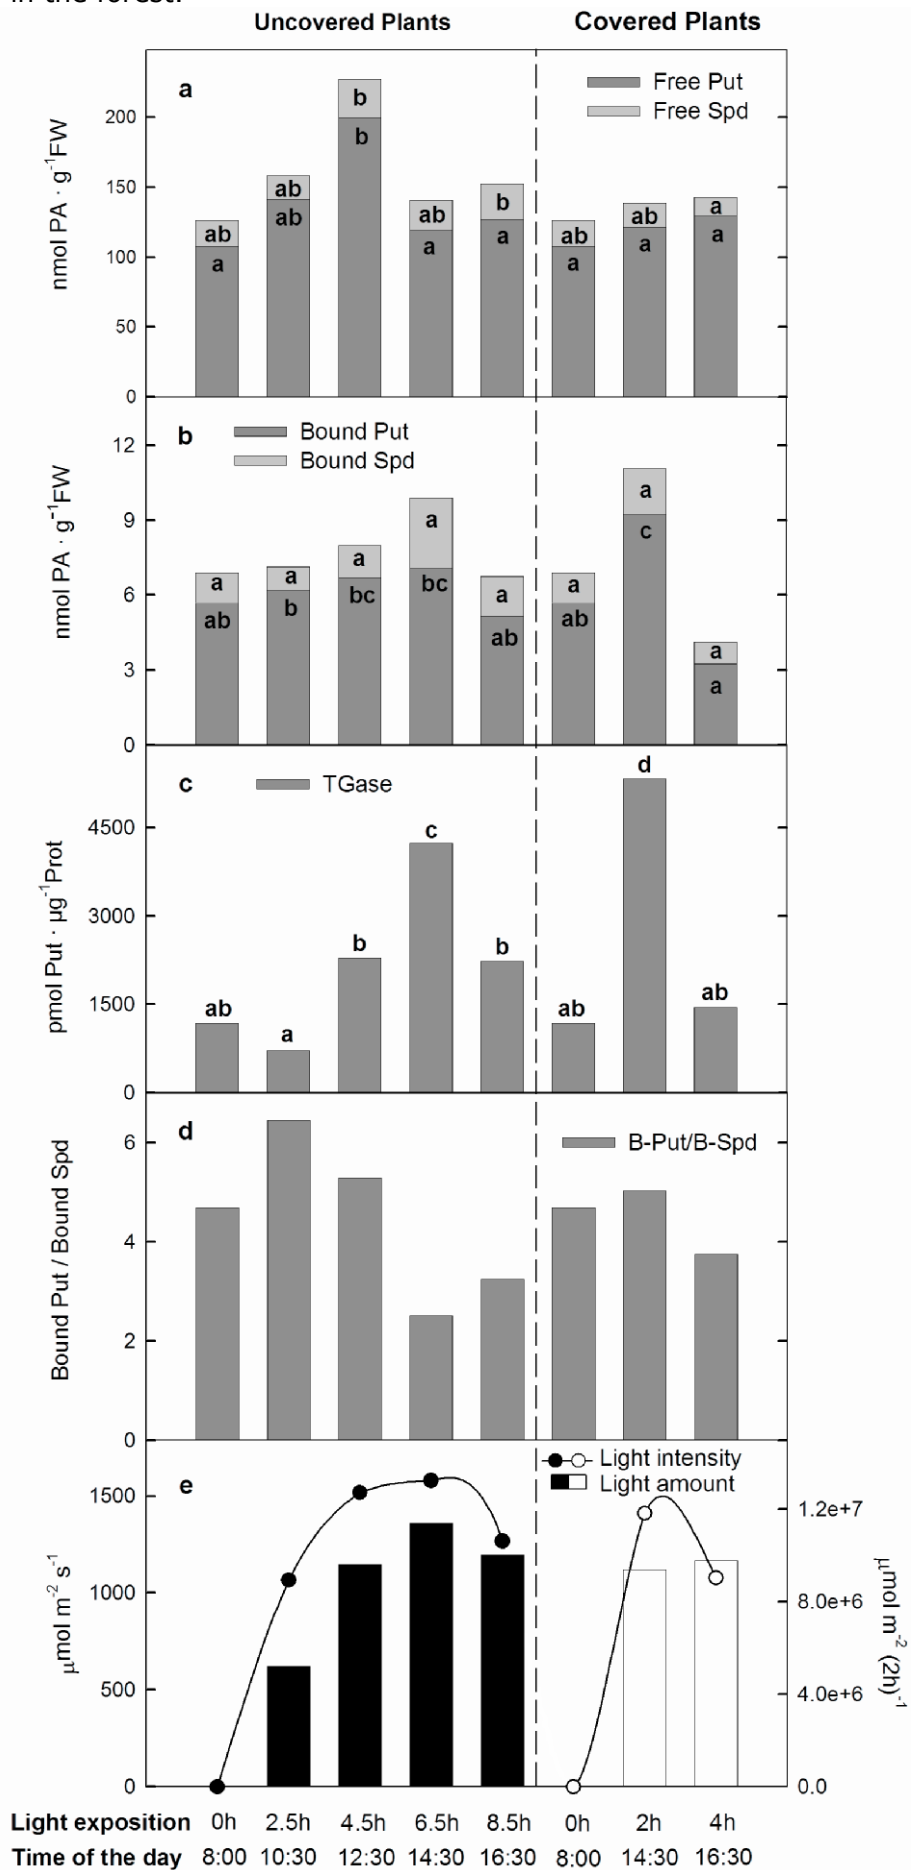 in the forest.
Uncovered Plants Covered Plants
a
Free Put
Free Spd
nmol PA · g⁻¹FW
200
150
100
50
0
ab ab b ab b ab ab a
a ab b a a a a a
b
Bound Put
Bound Spd
nmol PA · g⁻¹FW
12
9
6
3
0
a a a a a a a a
ab b bc bc ab ab c a
c
TGase
pmol Put · µg⁻¹Prot
4500
3000
1500
0
ab a b c b ab d ab
d
B-Put/B-Spd
Bound Put / Bound Spd
6
4
2
0
e
Light intensity
Light amount
µmol m⁻² s⁻¹
1500
1000
500
0
1.2e+7
8.0e+6
4.0e+6
0.0
µmol m⁻² (2h)⁻¹
Light exposition 0h 2.5h 4.5h 6.5h 8.5h 0h 2h 4h
Time of the day 8:00 10:30 12:30 14:30 16:30 8:00 14:30 16:30